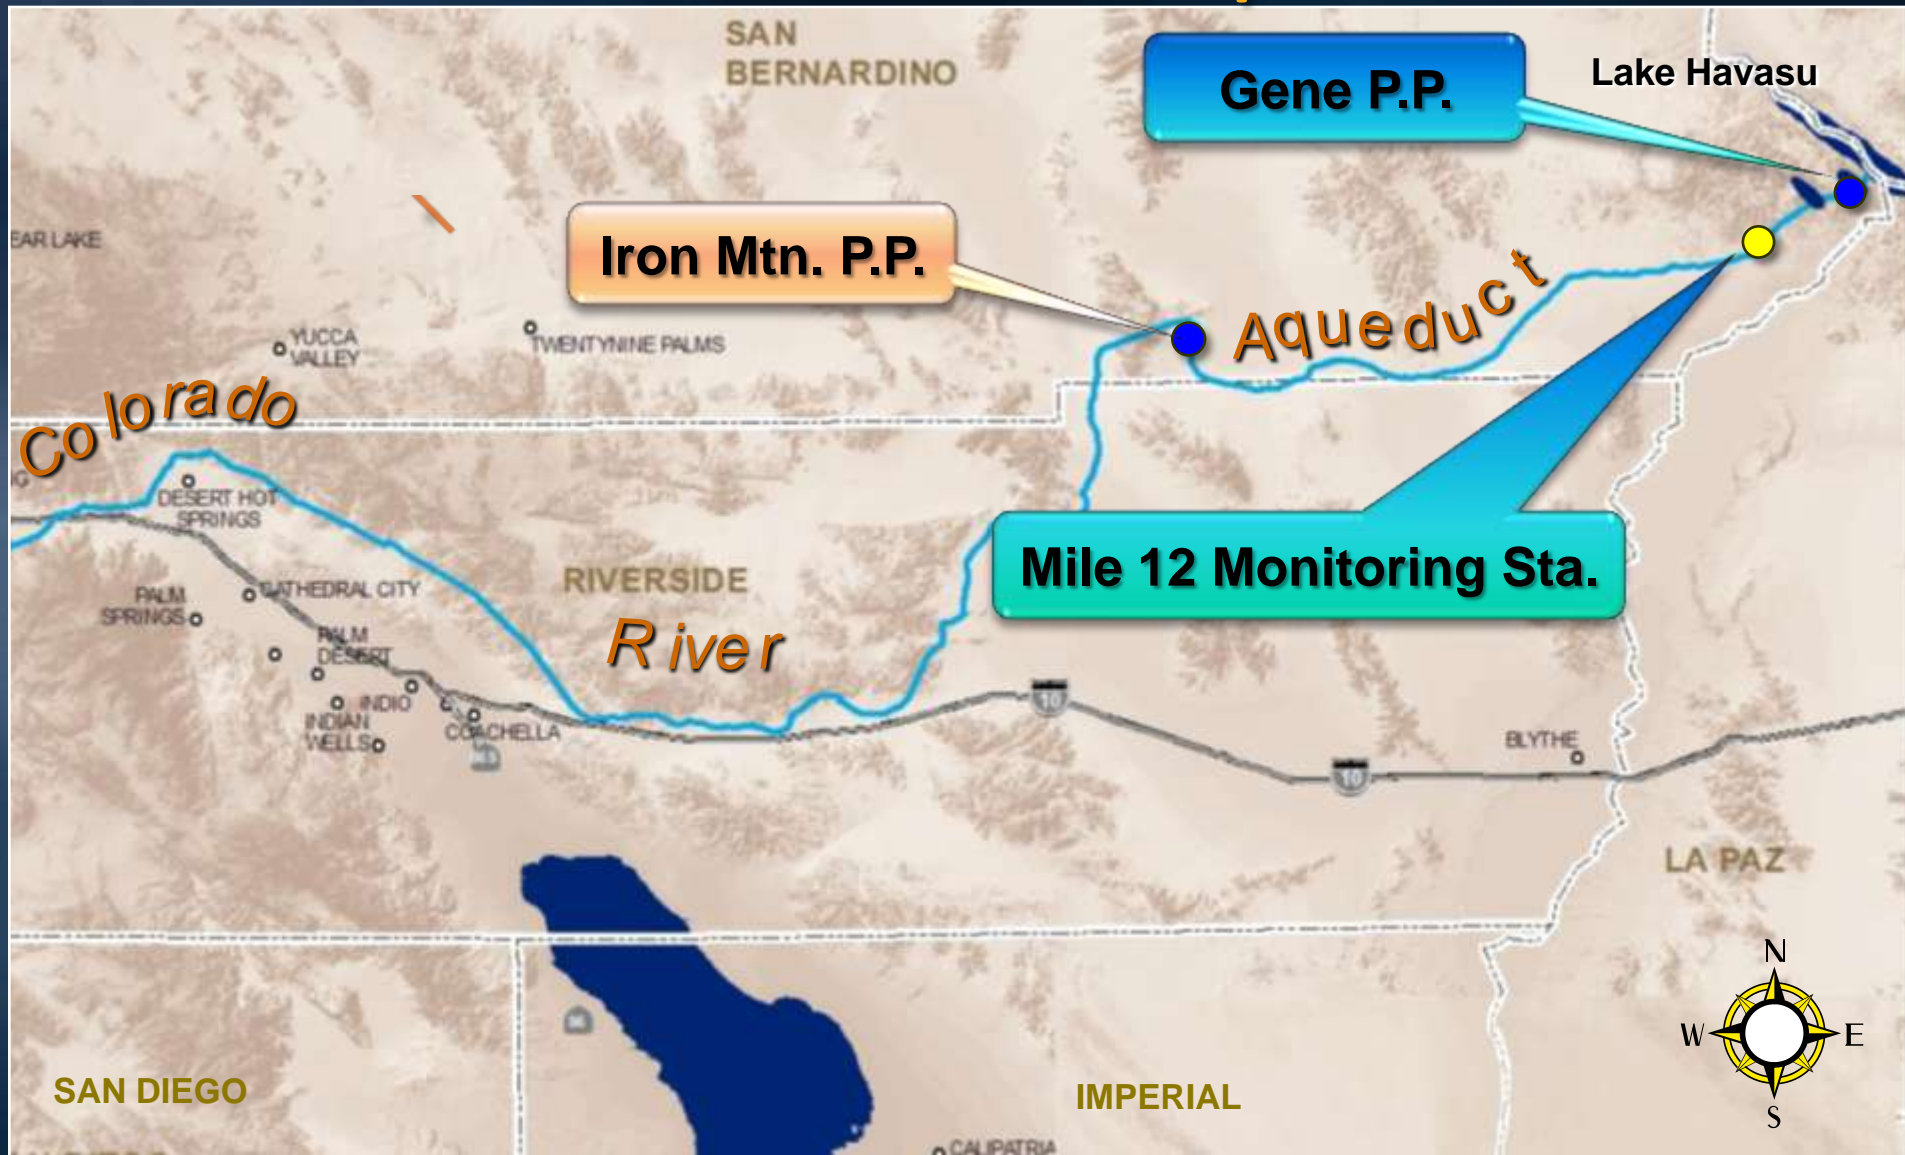 SAN
BERNARDINO
Gene P.P.
Lake Havasu
Iron Mtn. P.P.
EAR LAKE
YUCCA
VALLEY
TWENTYNINE PALMS
Colorado
Aqueduct
DESERT HOT
SPRINGS
Mile 12 Monitoring Sta.
RIVERSIDE
River
PALM
SPRINGS
CATHEDRAL CITY
PALM
DESERT
INDIO
INDIAN
WELLS
COACHELLA
10
10
BLYTHE
LA PAZ
N
W
E
S
SAN DIEGO
IMPERIAL
CALIPATRIA